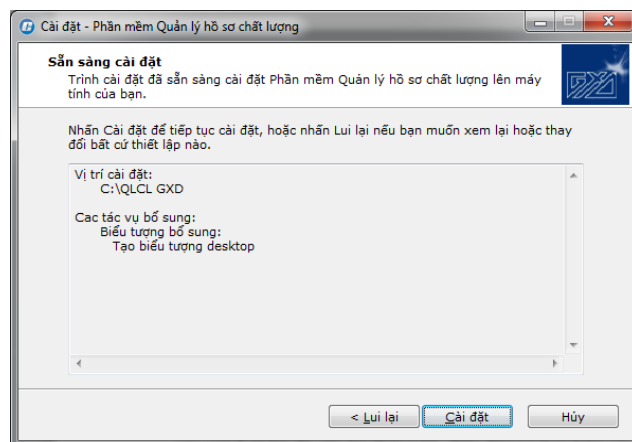 Cài đặt - Phần mềm Quản lý hồ sơ chất lượng
Sẵn sàng cài đặt
Trình cài đặt đã sẵn sàng cài đặt Phần mềm Quản lý hồ sơ chất lượng lên máy
tính của bạn.
GXD
Nhấn Cài đặt để tiếp tục cài đặt, hoặc nhấn Lui lại nếu bạn muốn xem lại hoặc thay
đổi bất cứ thiết lập nào.
Vị trí cài đặt:
C:\QLCL GXD
Cac tác vụ bổ sung:
Biểu tượng bổ sung:
Tạo biểu tượng desktop
< Lui lại
Cài đặt
Hủy